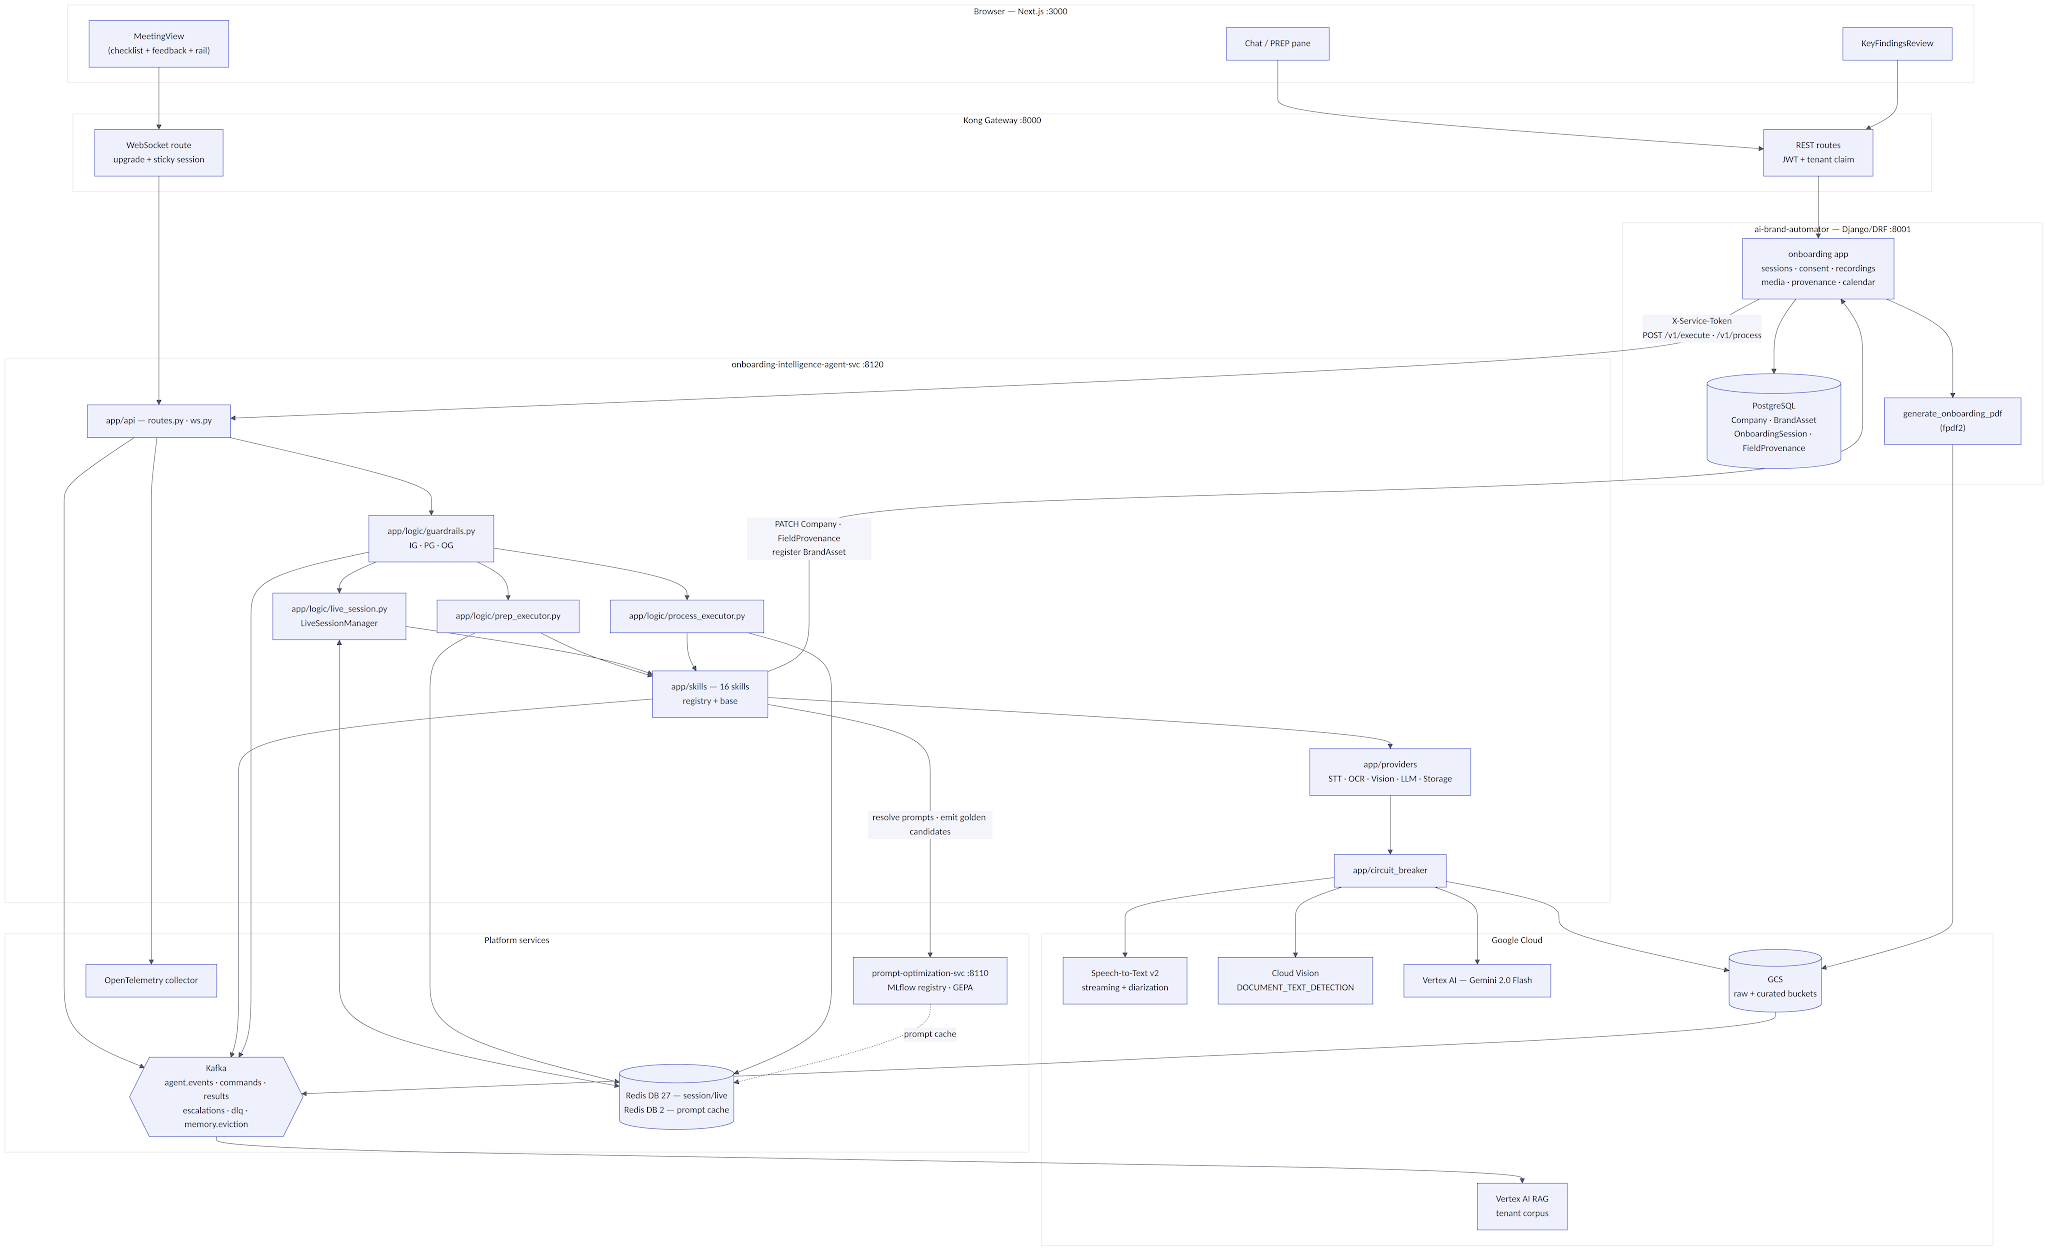 Browser — Next.js :3000
MeetingView
(checklist + feedback + rail)
Chat / PREP pane
KeyFindingsReview
Kong Gateway :8000
WebSocket route
upgrade + sticky session
REST routes
JWT + tenant claim
ai-brand-automator — Django/DRF :8001
onboarding app
sessions · consent · recordings
media · provenance · calendar
X-Service-Token
POST /v1/execute · /v1/process
PostgreSQL
Company · BrandAsset
OnboardingSession ·
FieldProvenance
generate_onboarding_pdf
(fpdf2)
onboarding-intelligence-agent-svc :8120
app/api — routes.py · ws.py
app/logic/guardrails.py
IG · PG · OG
PATCH Company ·
FieldProvenance
register BrandAsset
app/logic/live_session.py
LiveSessionManager
app/logic/prep_executor.py
app/logic/process_executor.py
app/skills — 16 skills
registry + base
app/providers
STT · OCR · Vision · LLM · Storage
resolve prompts · emit golden
candidates
app/circuit_breaker
Platform services
OpenTelemetry collector
prompt-optimization-svc :8110
MLflow registry · GEPA
prompt cache
Kafka
agent.events · commands ·
results
escalations · dlq ·
memory.eviction
Redis DB 27 — session/live
Redis DB 2 — prompt cache
Google Cloud
Speech-to-Text v2
streaming + diarization
Cloud Vision
DOCUMENT_TEXT_DETECTION
Vertex AI — Gemini 2.0 Flash
GCS
raw + curated buckets
Vertex AI RAG
tenant corpus